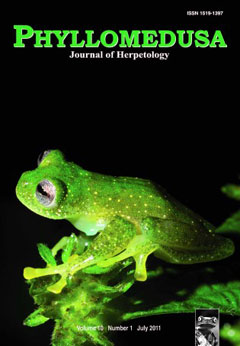 ISSN 1519-1397
PHYLLOMEDUSA
Journal of Herpetology
Volume 10 Number 1 July 2011